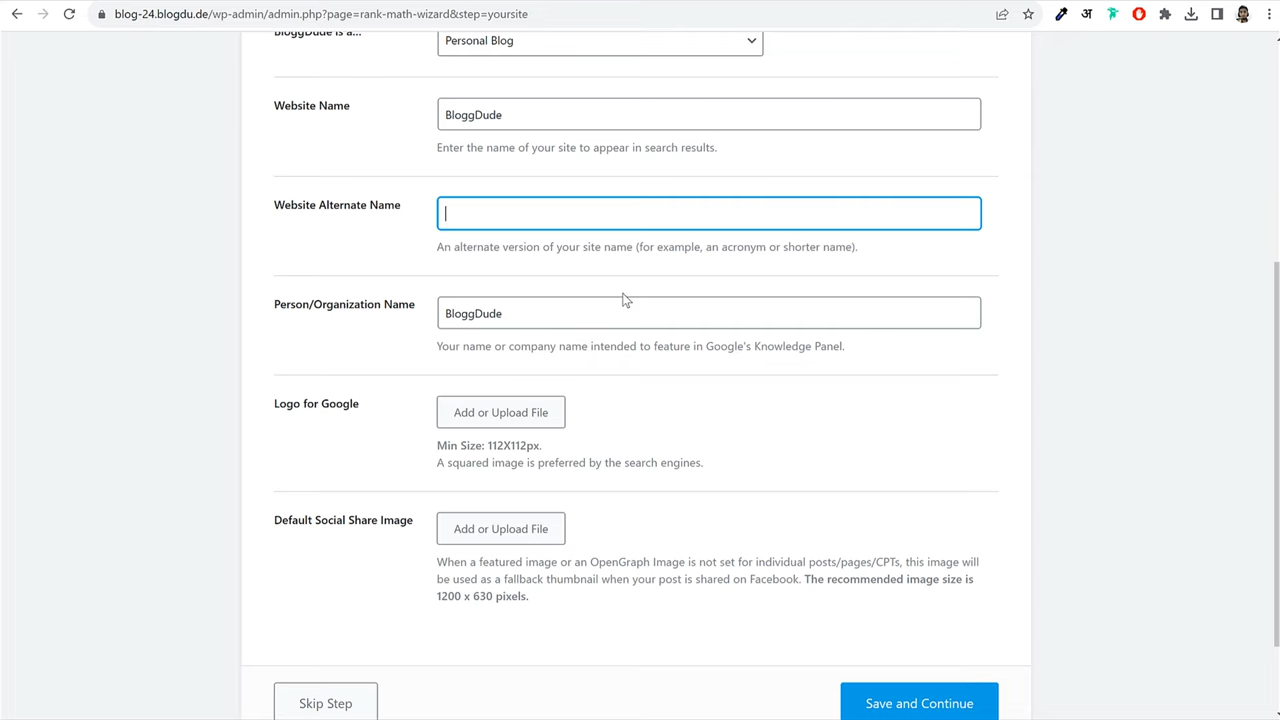 blog-24.blogdu.de/wp-admin/admin.php?page=rank-math-wizard&step=yoursite
अ
BloggDude is a...
Personal Blog
Website Name
BloggDude
Enter the name of your site to appear in search results.
Website Alternate Name
An alternate version of your site name (for example, an acronym or shorter name).
Person/Organization Name
BloggDude
Your name or company name intended to feature in Google's Knowledge Panel.
Logo for Google
Add or Upload File
Min Size: 112X112px.
A squared image is preferred by the search engines.
Default Social Share Image
Add or Upload File
When a featured image or an OpenGraph Image is not set for individual posts/pages/CPTs, this image will
be used as a fallback thumbnail when your post is shared on Facebook. The recommended image size is
1200 x 630 pixels.
Skip Step
Save and Continue